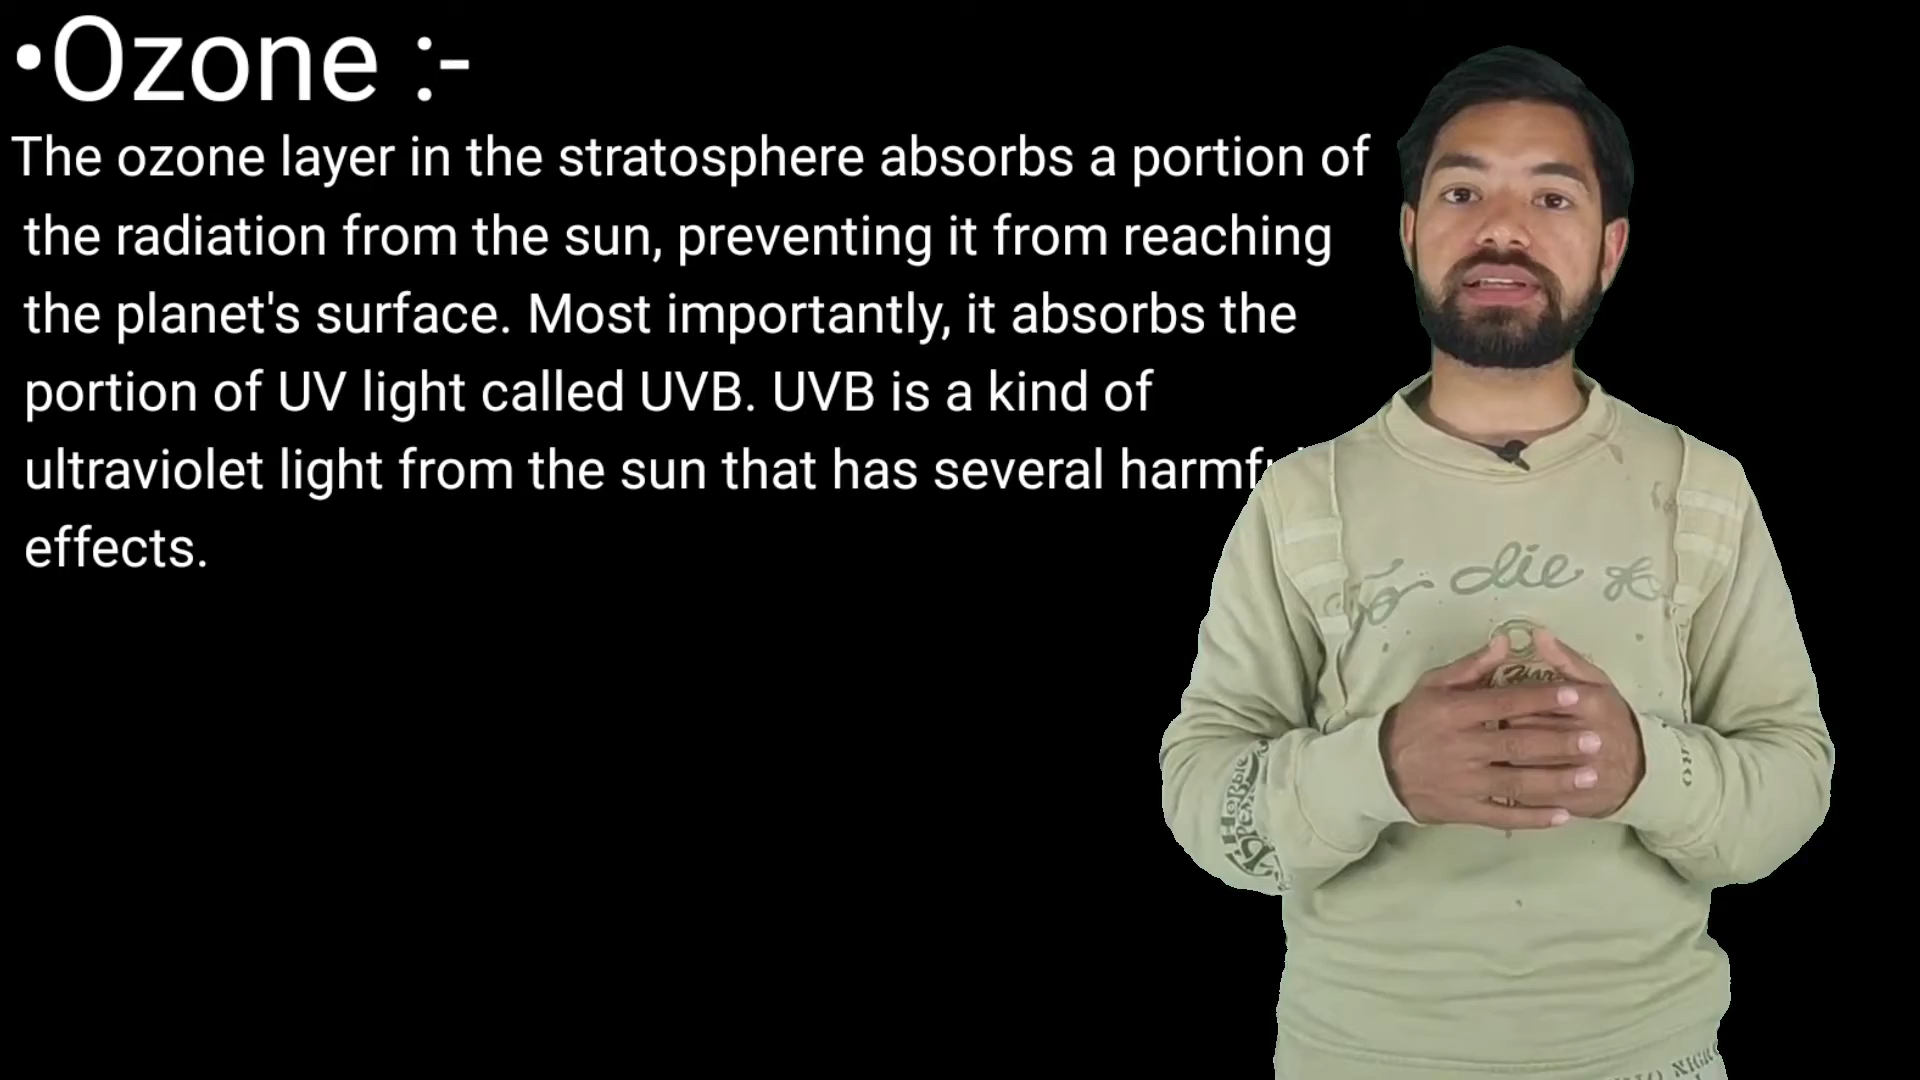 •Ozone :-
The ozone layer in the stratosphere absorbs a portion of
the radiation from the sun, preventing it from reaching
the planet's surface. Most importantly, it absorbs the
portion of UV light called UVB. UVB is a kind of
ultraviolet light from the sun that has several
effects.
die
Новые